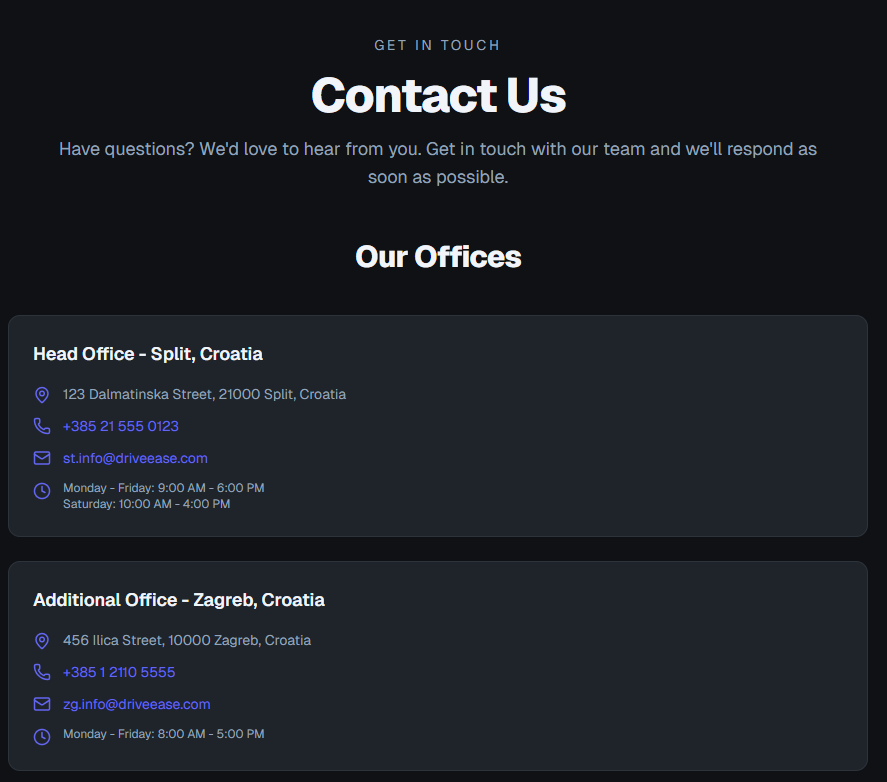 GET IN TOUCH
Contact Us
Have questions? We'd love to hear from you. Get in touch with our team and we'll respond as
soon as possible.
Our Offices
Head Office - Split, Croatia
123 Dalmatinska Street, 21000 Split, Croatia
+385 21 555 0123
st.info@driveease.com
Monday - Friday: 9:00 AM - 6:00 PM
Saturday: 10:00 AM - 4:00 PM
Additional Office - Zagreb, Croatia
456 Ilica Street, 10000 Zagreb, Croatia
+385 1 2110 5555
zg.info@driveease.com
Monday - Friday: 8:00 AM - 5:00 PM